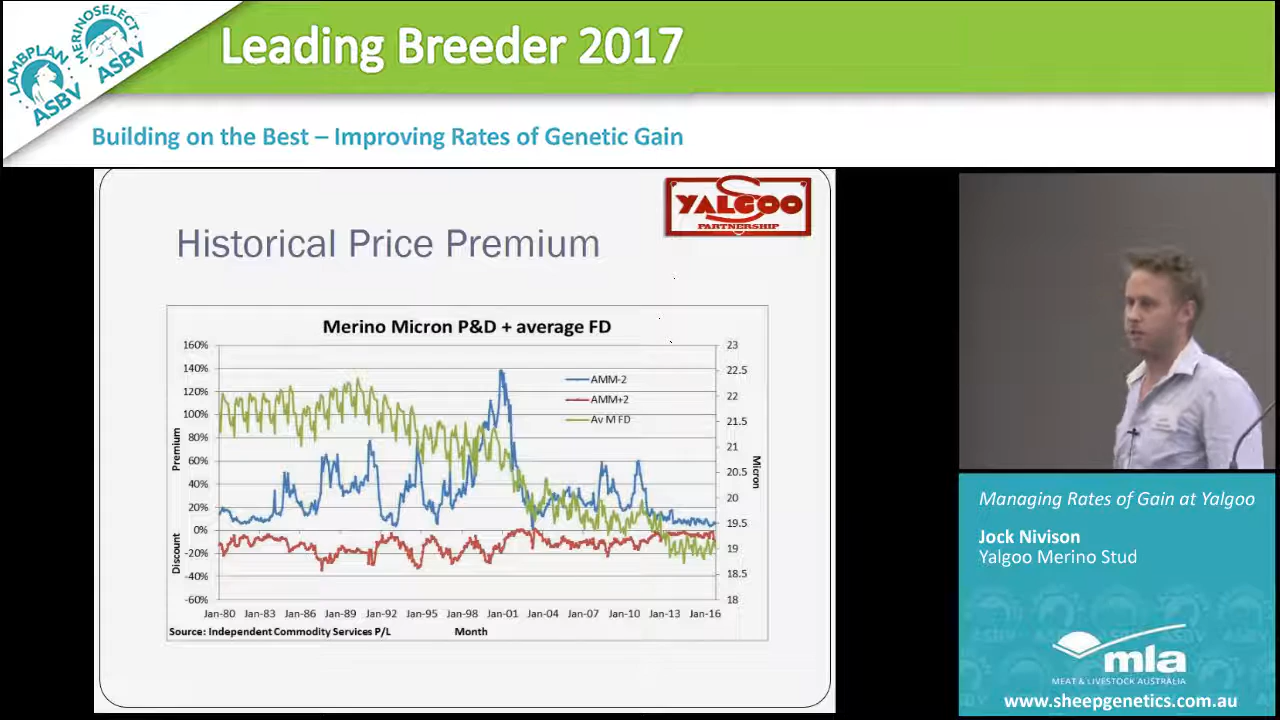 LAMBPLAN
ASBV
MERINOSELECT
ASBV
Leading Breeder 2017
Building on the Best – Improving Rates of Genetic Gain
YALGOO
PARTNERSHIP
Historical Price Premium
Merino Micron P&D + average FD
160%
140%
120%
100%
80%
60%
40%
20%
0%
-20%
-40%
-60%
Premium
Discount
AMM-2
AMM+2
Av M FD
23
22.5
22
21.5
21
20.5
20
19.5
19
18.5
18
Micron
Jan-80 Jan-83 Jan-86 Jan-89 Jan-92 Jan-95 Jan-98 Jan-01 Jan-04 Jan-07 Jan-10 Jan-13 Jan-16
Source: Independent Commodity Services P/L Month
Managing Rates of Gain at Yalgoo
Jock Nivison
Yalgoo Merino Stud
mla
MEAT & LIVESTOCK AUSTRALIA
www.sheepgenetics.com.au